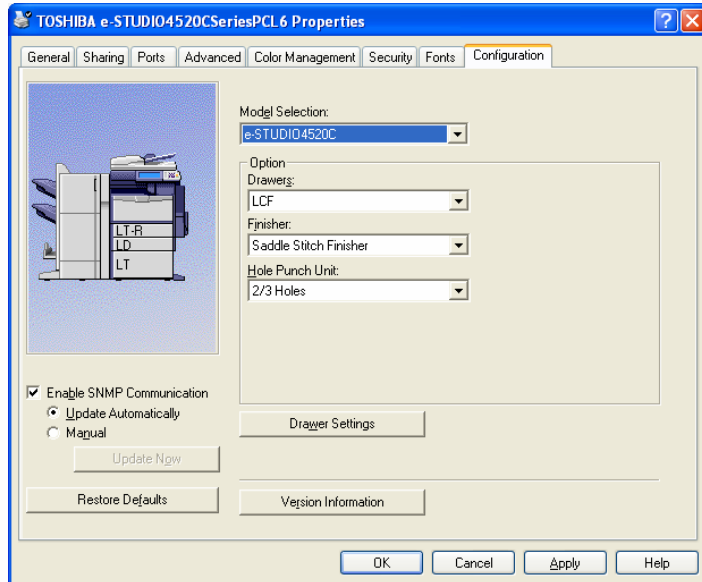 TOSHIBA e-STUDIO4520CSeriesPCL6 Properties
General Sharing Ports Advanced Color Management Security Fonts Configuration
Model Selection:
e-STUDIO4520C
Option
Drawers:
LCF
Finisher:
Saddle Stitch Finisher
Hole Punch Unit:
2/3 Holes
LT-R
LD
LT
Enable SNMP Communication
Update Automatically
Manual
Update Now
Drawer Settings
Restore Defaults
Version Information
OK Cancel Apply Help